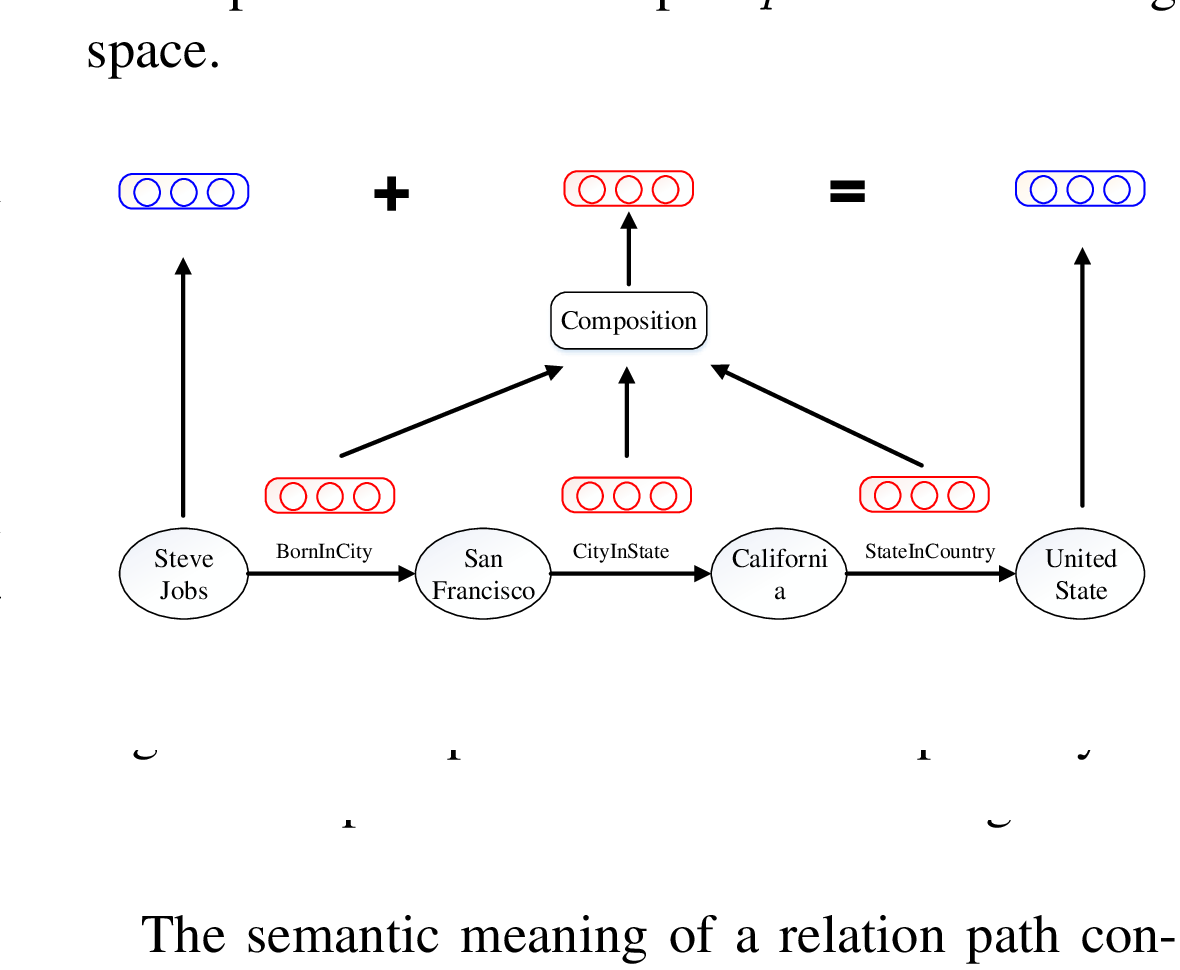 space.
+
=
Composition
BornInCity
CityInState
StateInCountry
Steve
Jobs
San
Francisco
Californi
a
United
State
The semantic meaning of a relation path con-